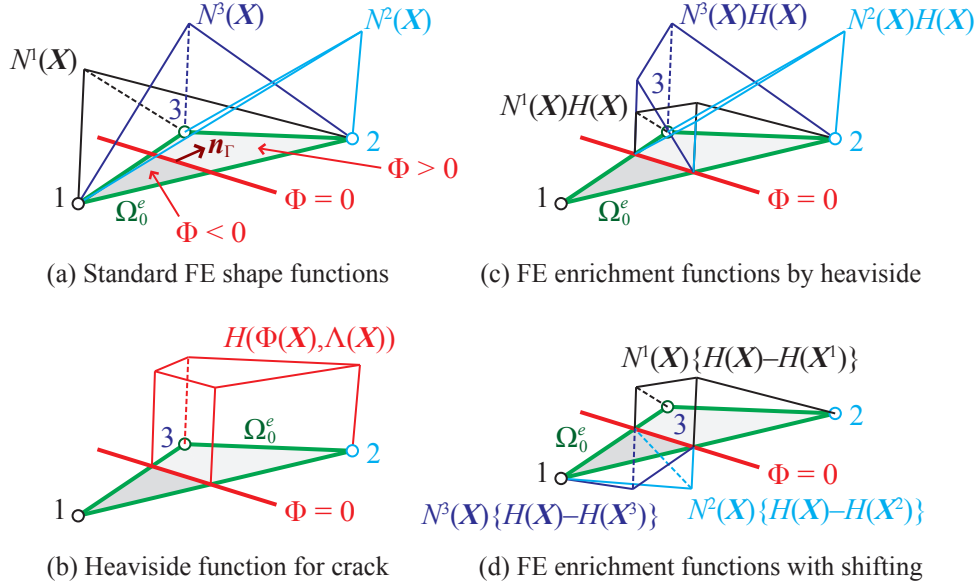 N³(X)
N²(X)
N¹(X)
3
n_Γ
2
Φ > 0
1
Ω₀ᵉ
Φ = 0
Φ < 0
(a) Standard FE shape functions
N³(X)H(X)
N²(X)H(X)
3
N¹(X)H(X)
2
1
Ω₀ᵉ
Φ = 0
(c) FE enrichment functions by heaviside
H(Φ(X),Λ(X))
3
Ω₀ᵉ
2
1
Φ = 0
(b) Heaviside function for crack
N¹(X){H(X)–H(X¹)}
Ω₀ᵉ
3
2
1
Φ = 0
N³(X){H(X)–H(X³)}
N²(X){H(X)–H(X²)}
(d) FE enrichment functions with shifting